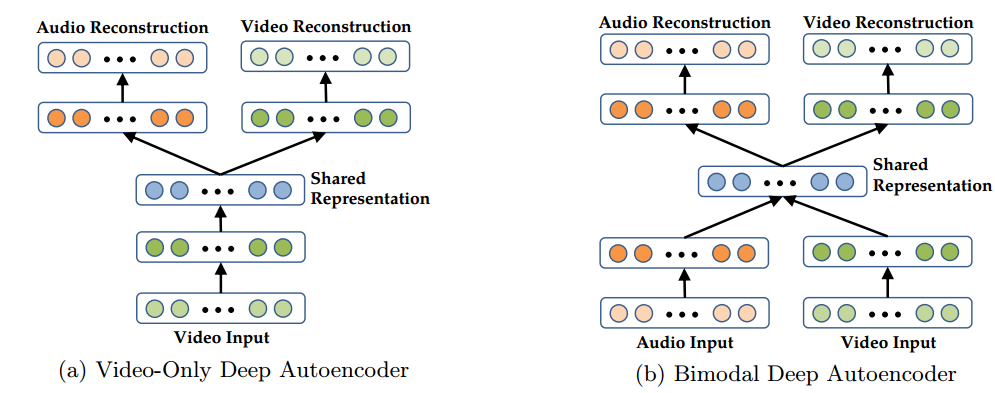 Audio Reconstruction
Video Reconstruction
Shared
Representation
Video Input
(a) Video-Only Deep Autoencoder
Audio Reconstruction
Video Reconstruction
Shared
Representation
Audio Input
Video Input
(b) Bimodal Deep Autoencoder